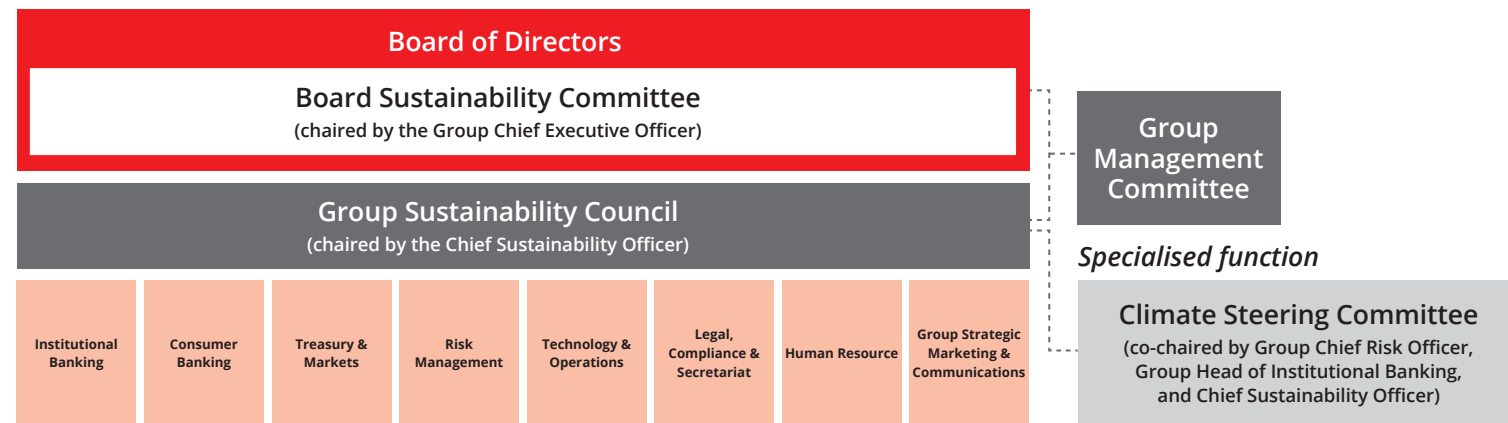 Board of Directors
Board Sustainability Committee
(chaired by the Group Chief Executive Officer)
Group Sustainability Council
(chaired by the Chief Sustainability Officer)
Institutional
Banking
Consumer
Banking
Treasury &
Markets
Risk
Management
Technology &
Operations
Legal,
Compliance &
Secretariat
Human Resource
Group Strategic
Marketing &
Communications
Group
Management
Committee
Specialised function
Climate Steering Committee
(co-chaired by Group Chief Risk Officer,
Group Head of Institutional Banking,
and Chief Sustainability Officer)